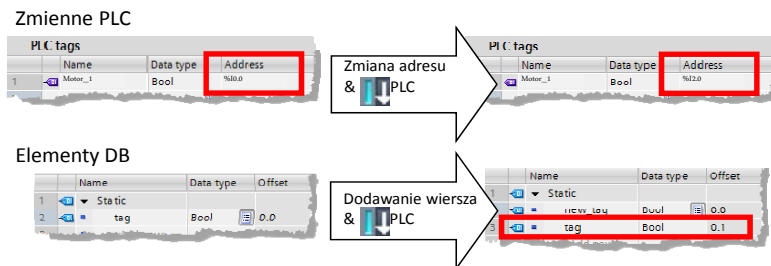 Zmienne PLC
PLC tags
Name Data type Address
1 Motor_1 Bool %I0.0
Zmiana adresu
& PLC
PLC tags
Name Data type Address
Motor_1 Bool %I2.0
Elementy DB
Name Data type Offset
1 Static
2 tag Bool 0.0
Dodawanie wiersza
& PLC
Name Data type Offset
1 Static
new_tag Bool 0.0
3 tag Bool 0.1